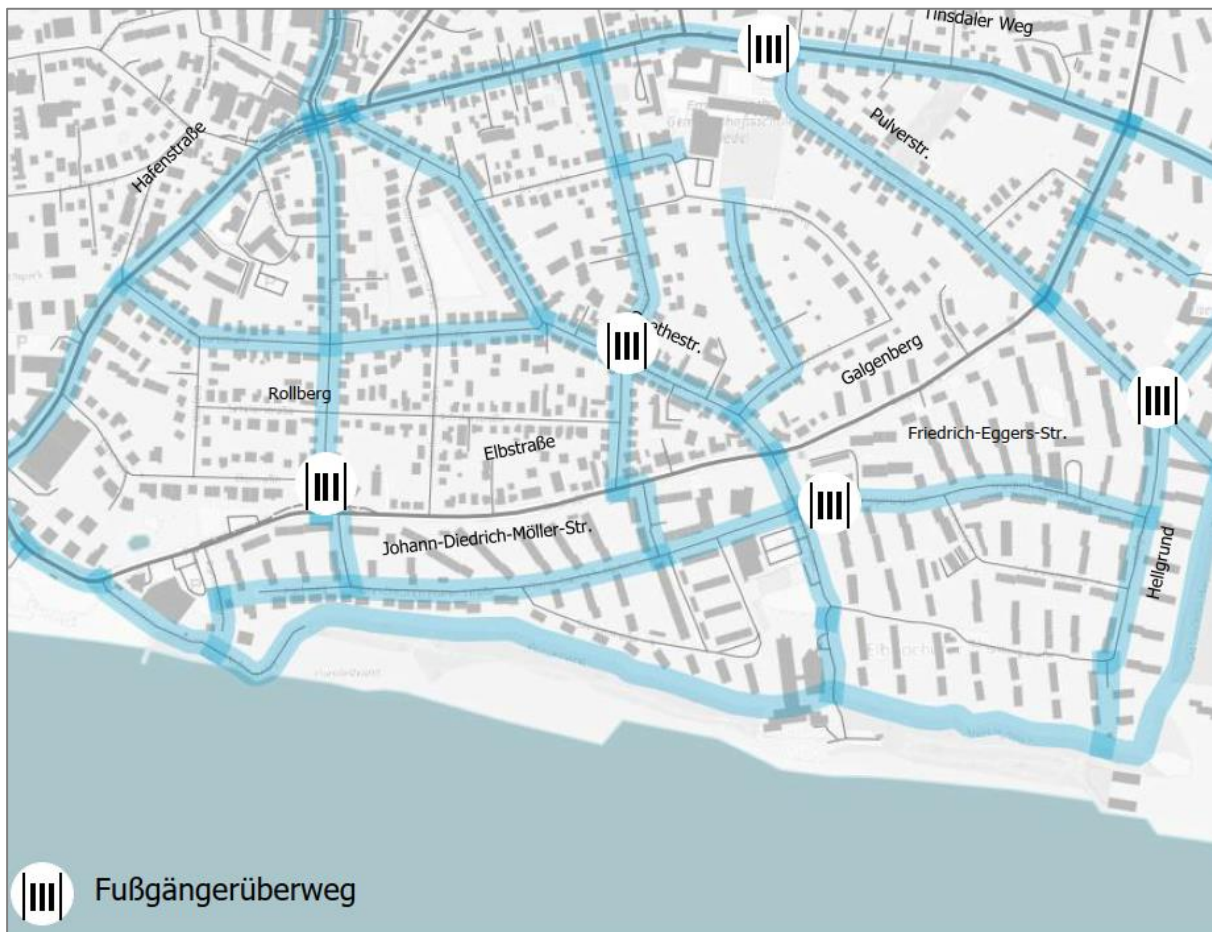 Tinsdaler Weg
Hafenstraße
Pulverstr.
Galgenberg
Rollberg
Friedrich-Eggers-Str.
Elbstraße
Johann-Diedrich-Möller-Str.
Hellgrund
P
Fußgängerüberweg